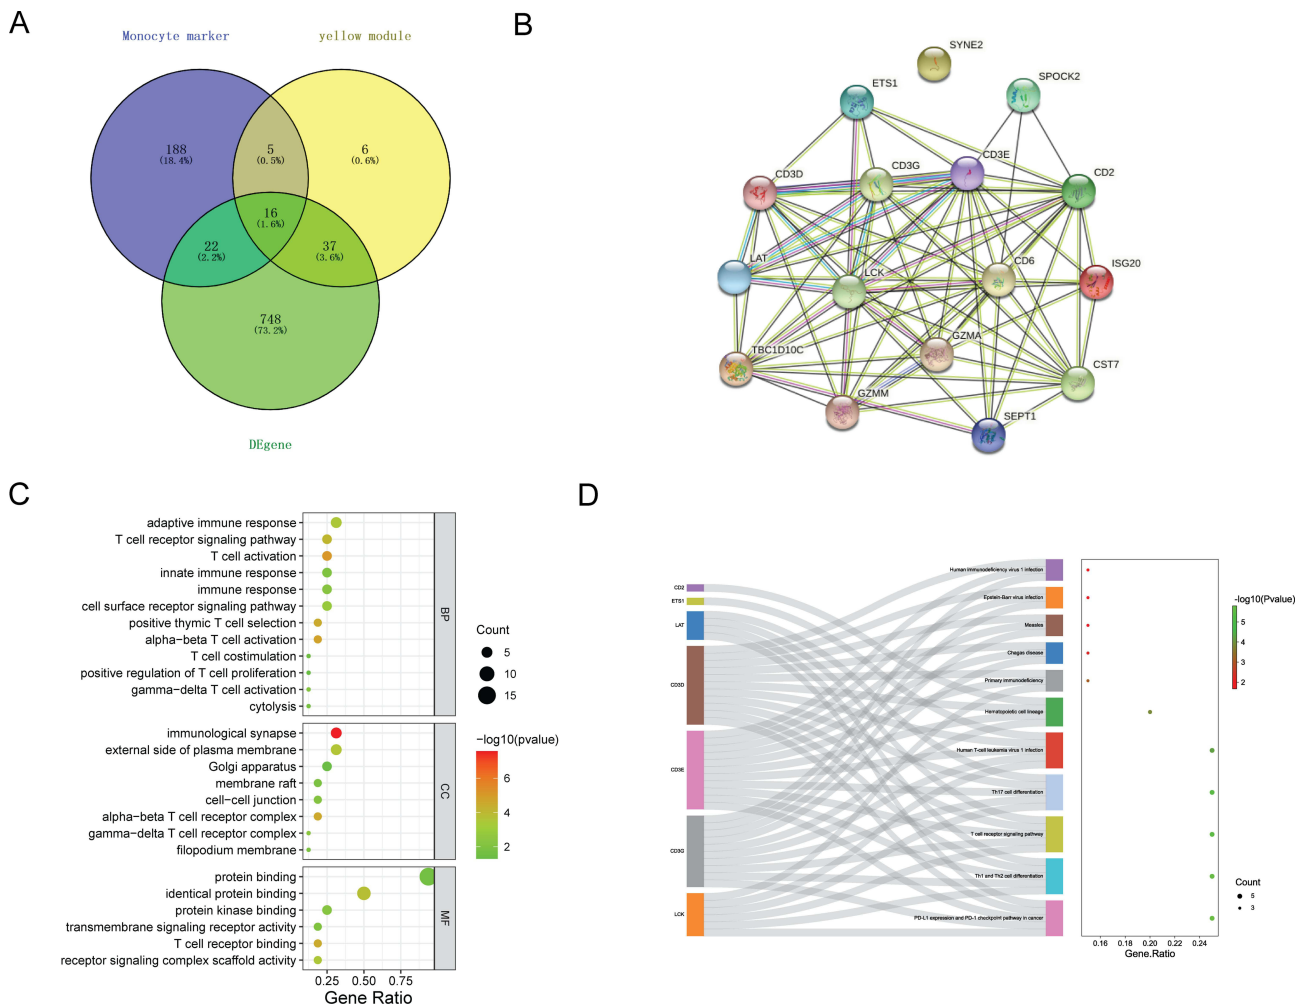 A
Monocyte marker
yellow module
188
(18.4%)
5
(0.5%)
6
(0.6%)
16
(1.6%)
22
(2.2%)
37
(3.6%)
748
(73.2%)
DEgene
B
SYNE2
ETS1
SPOCK2
CD3D
CD3G
CD3E
CD2
LAT
LCK
CD6
ISG20
TBC1D10C
GZMA
CST7
GZMM
SEPT1
C
adaptive immune response
T cell receptor signaling pathway
T cell activation
innate immune response
immune response
cell surface receptor signaling pathway
positive thymic T cell selection
alpha−beta T cell activation
T cell costimulation
positive regulation of T cell proliferation
gamma−delta T cell activation
cytolysis
BP
immunological synapse
external side of plasma membrane
Golgi apparatus
membrane raft
cell−cell junction
alpha−beta T cell receptor complex
gamma−delta T cell receptor complex
filopodium membrane
CC
protein binding
identical protein binding
protein kinase binding
transmembrane signaling receptor activity
T cell receptor binding
receptor signaling complex scaffold activity
MF
0.25 0.50 0.75
Gene Ratio
Count
5
10
15
−log10(pvalue)
6
4
2
D
CD2
ETS1
LAT
CD3D
CD3E
CD3G
LCK
Human immunodeficiency virus 1 infection
Epstein-Barr virus infection
Measles
Chagas disease
Primary immunodeficiency
Hematopoietic cell lineage
Human T-cell leukemia virus 1 infection
Th17 cell differentiation
T cell receptor signaling pathway
Th1 and Th2 cell differentiation
PD-L1 expression and PD-1 checkpoint pathway in cancer
0.16 0.18 0.20 0.22 0.24
Gene.Ratio
-log10(Pvalue)
5
4
3
2
Count
5
3